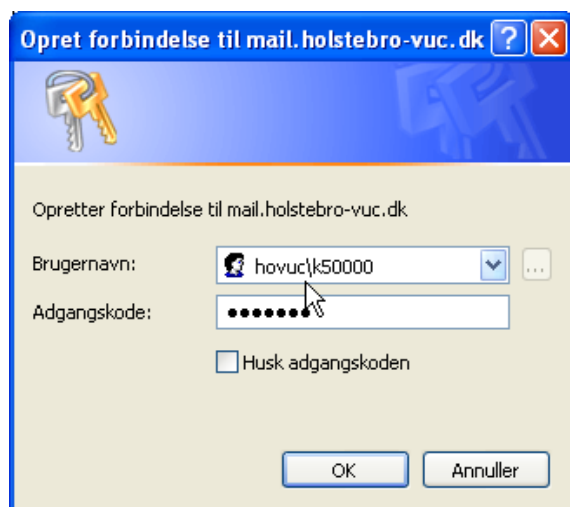 Opret forbindelse til mail.holstebro-vuc.dk
Opretter forbindelse til mail.holstebro-vuc.dk
Brugernavn: hovuc\k50000 ...
Adgangskode: ●●●●●●●
Husk adgangskoden
OK Annuller